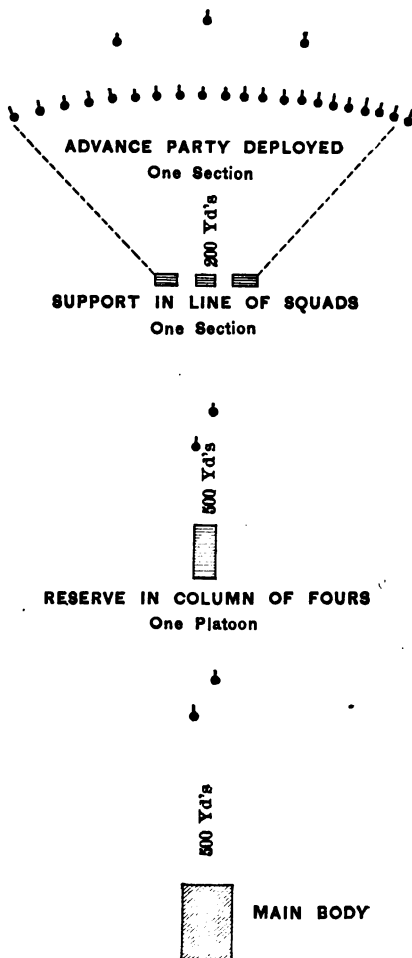 ADVANCE PARTY DEPLOYED
One Section
200 Yd's
SUPPORT IN LINE OF SQUADS
One Section
500 Yd's
RESERVE IN COLUMN OF FOURS
One Platoon
500 Yd's
MAIN BODY